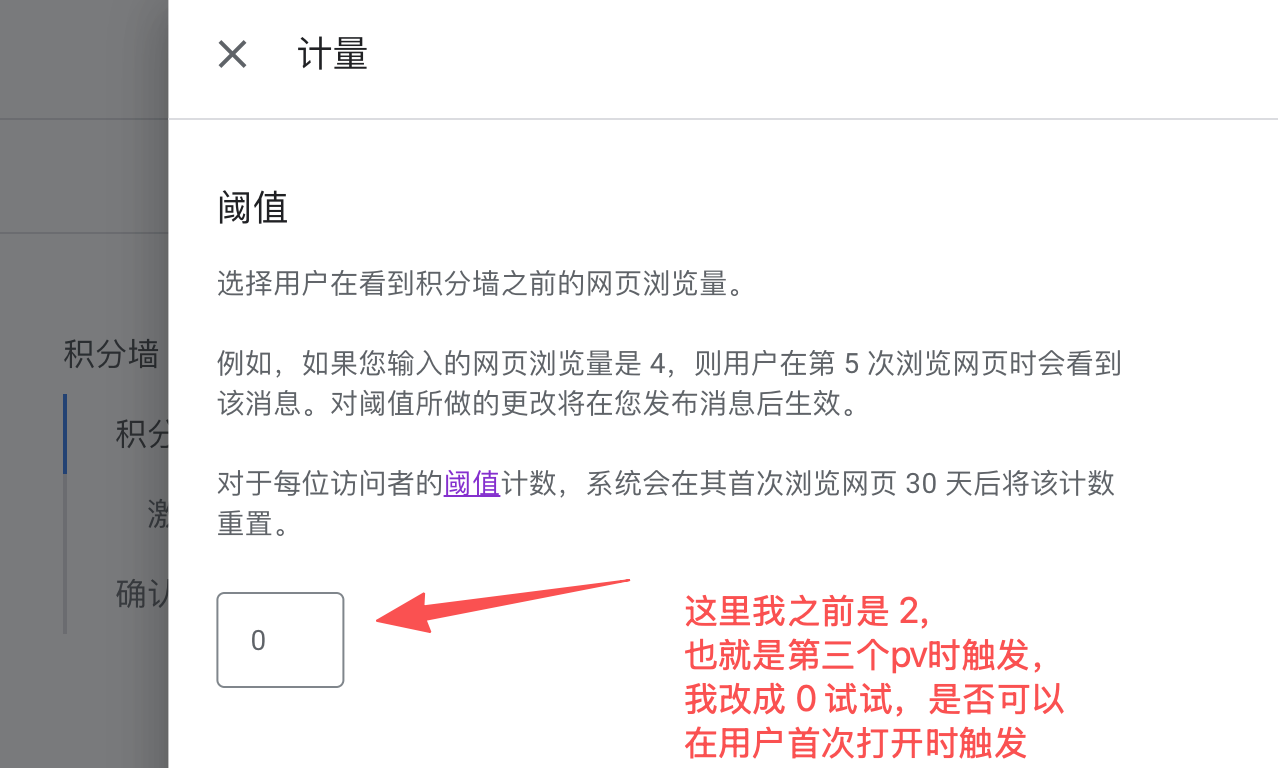 计量
阈值
选择用户在看到积分墙之前的网页浏览量。
例如，如果您输入的网页浏览量是 4，则用户在第 5 次浏览网页时会看到
该消息。对阈值所做的更改将在您发布消息后生效。
积分墙
积分
对于每位访问者的阈值计数，系统会在其首次浏览网页 30 天后将该计数
重置。
激
确认
0
这里我之前是 2，
也就是第三个pv时触发，
我改成 0 试试，是否可以
在用户首次打开时触发